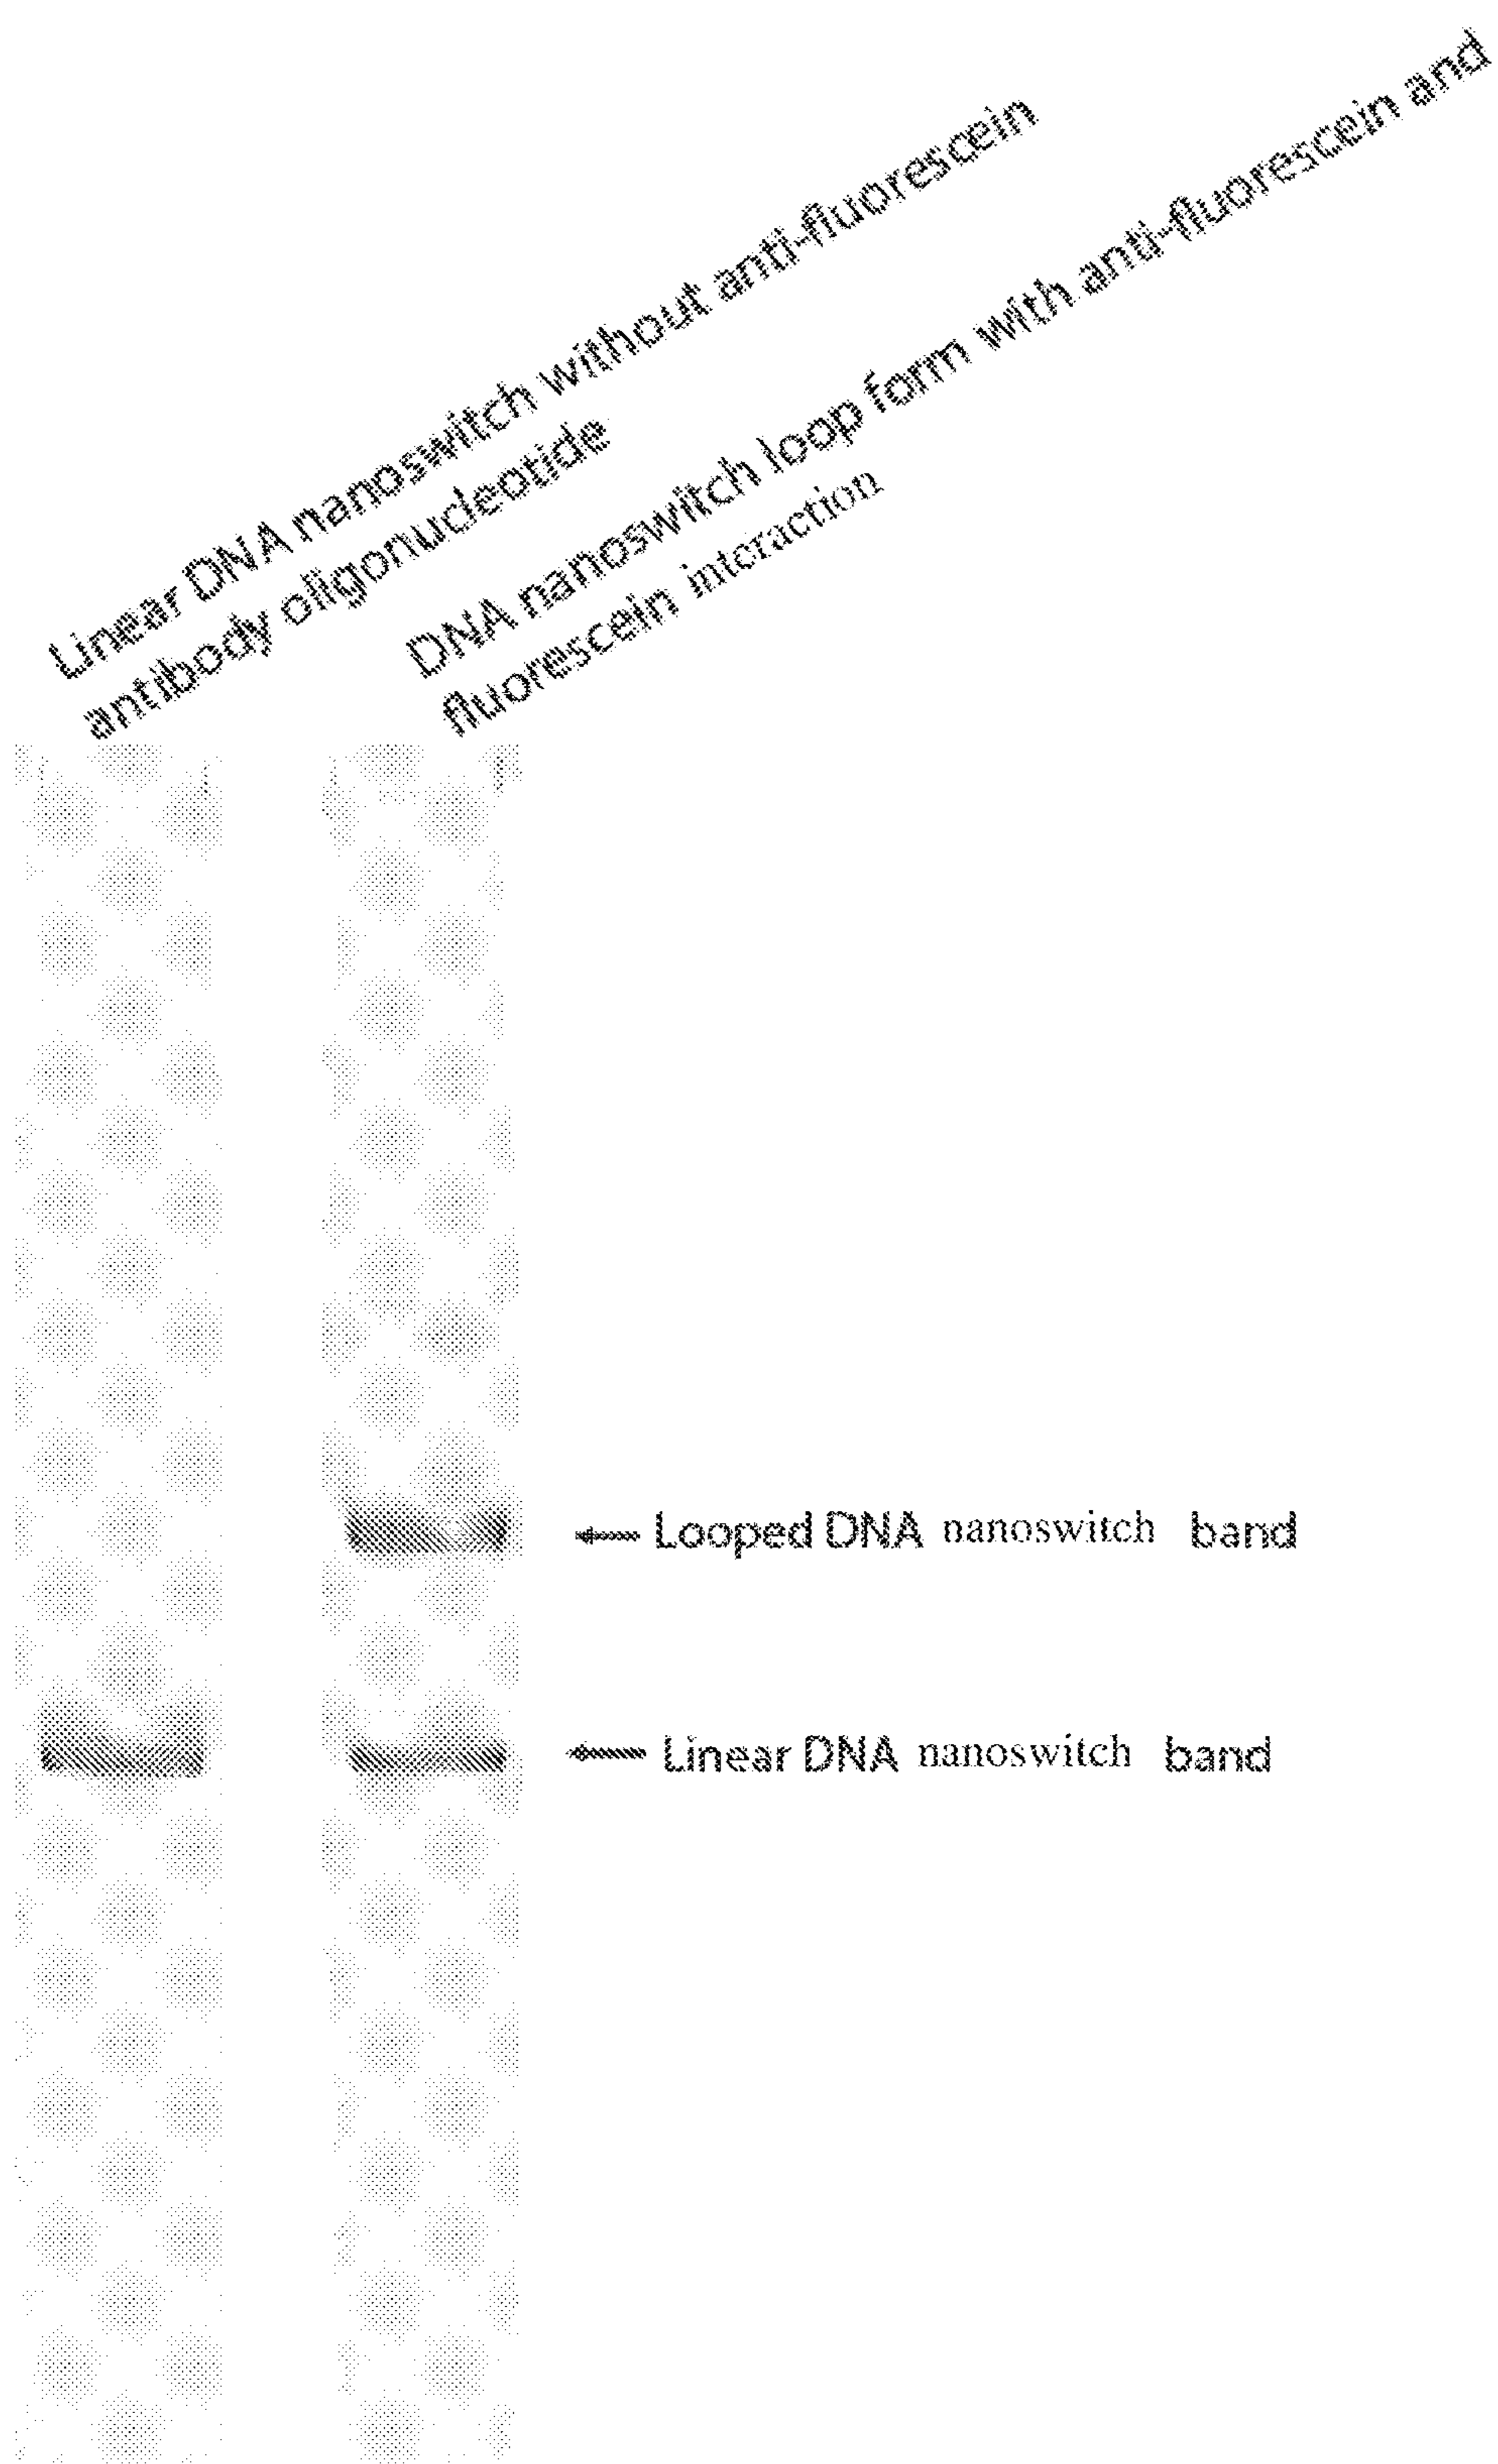 Linear DNA nanoswitch without anti-fluorescein
antibody oligonucleotide
DNA nanoswitch loop form with anti-fluorescein and
fluorescein interaction
Looped DNA nanoswitch band
Linear DNA nanoswitch band